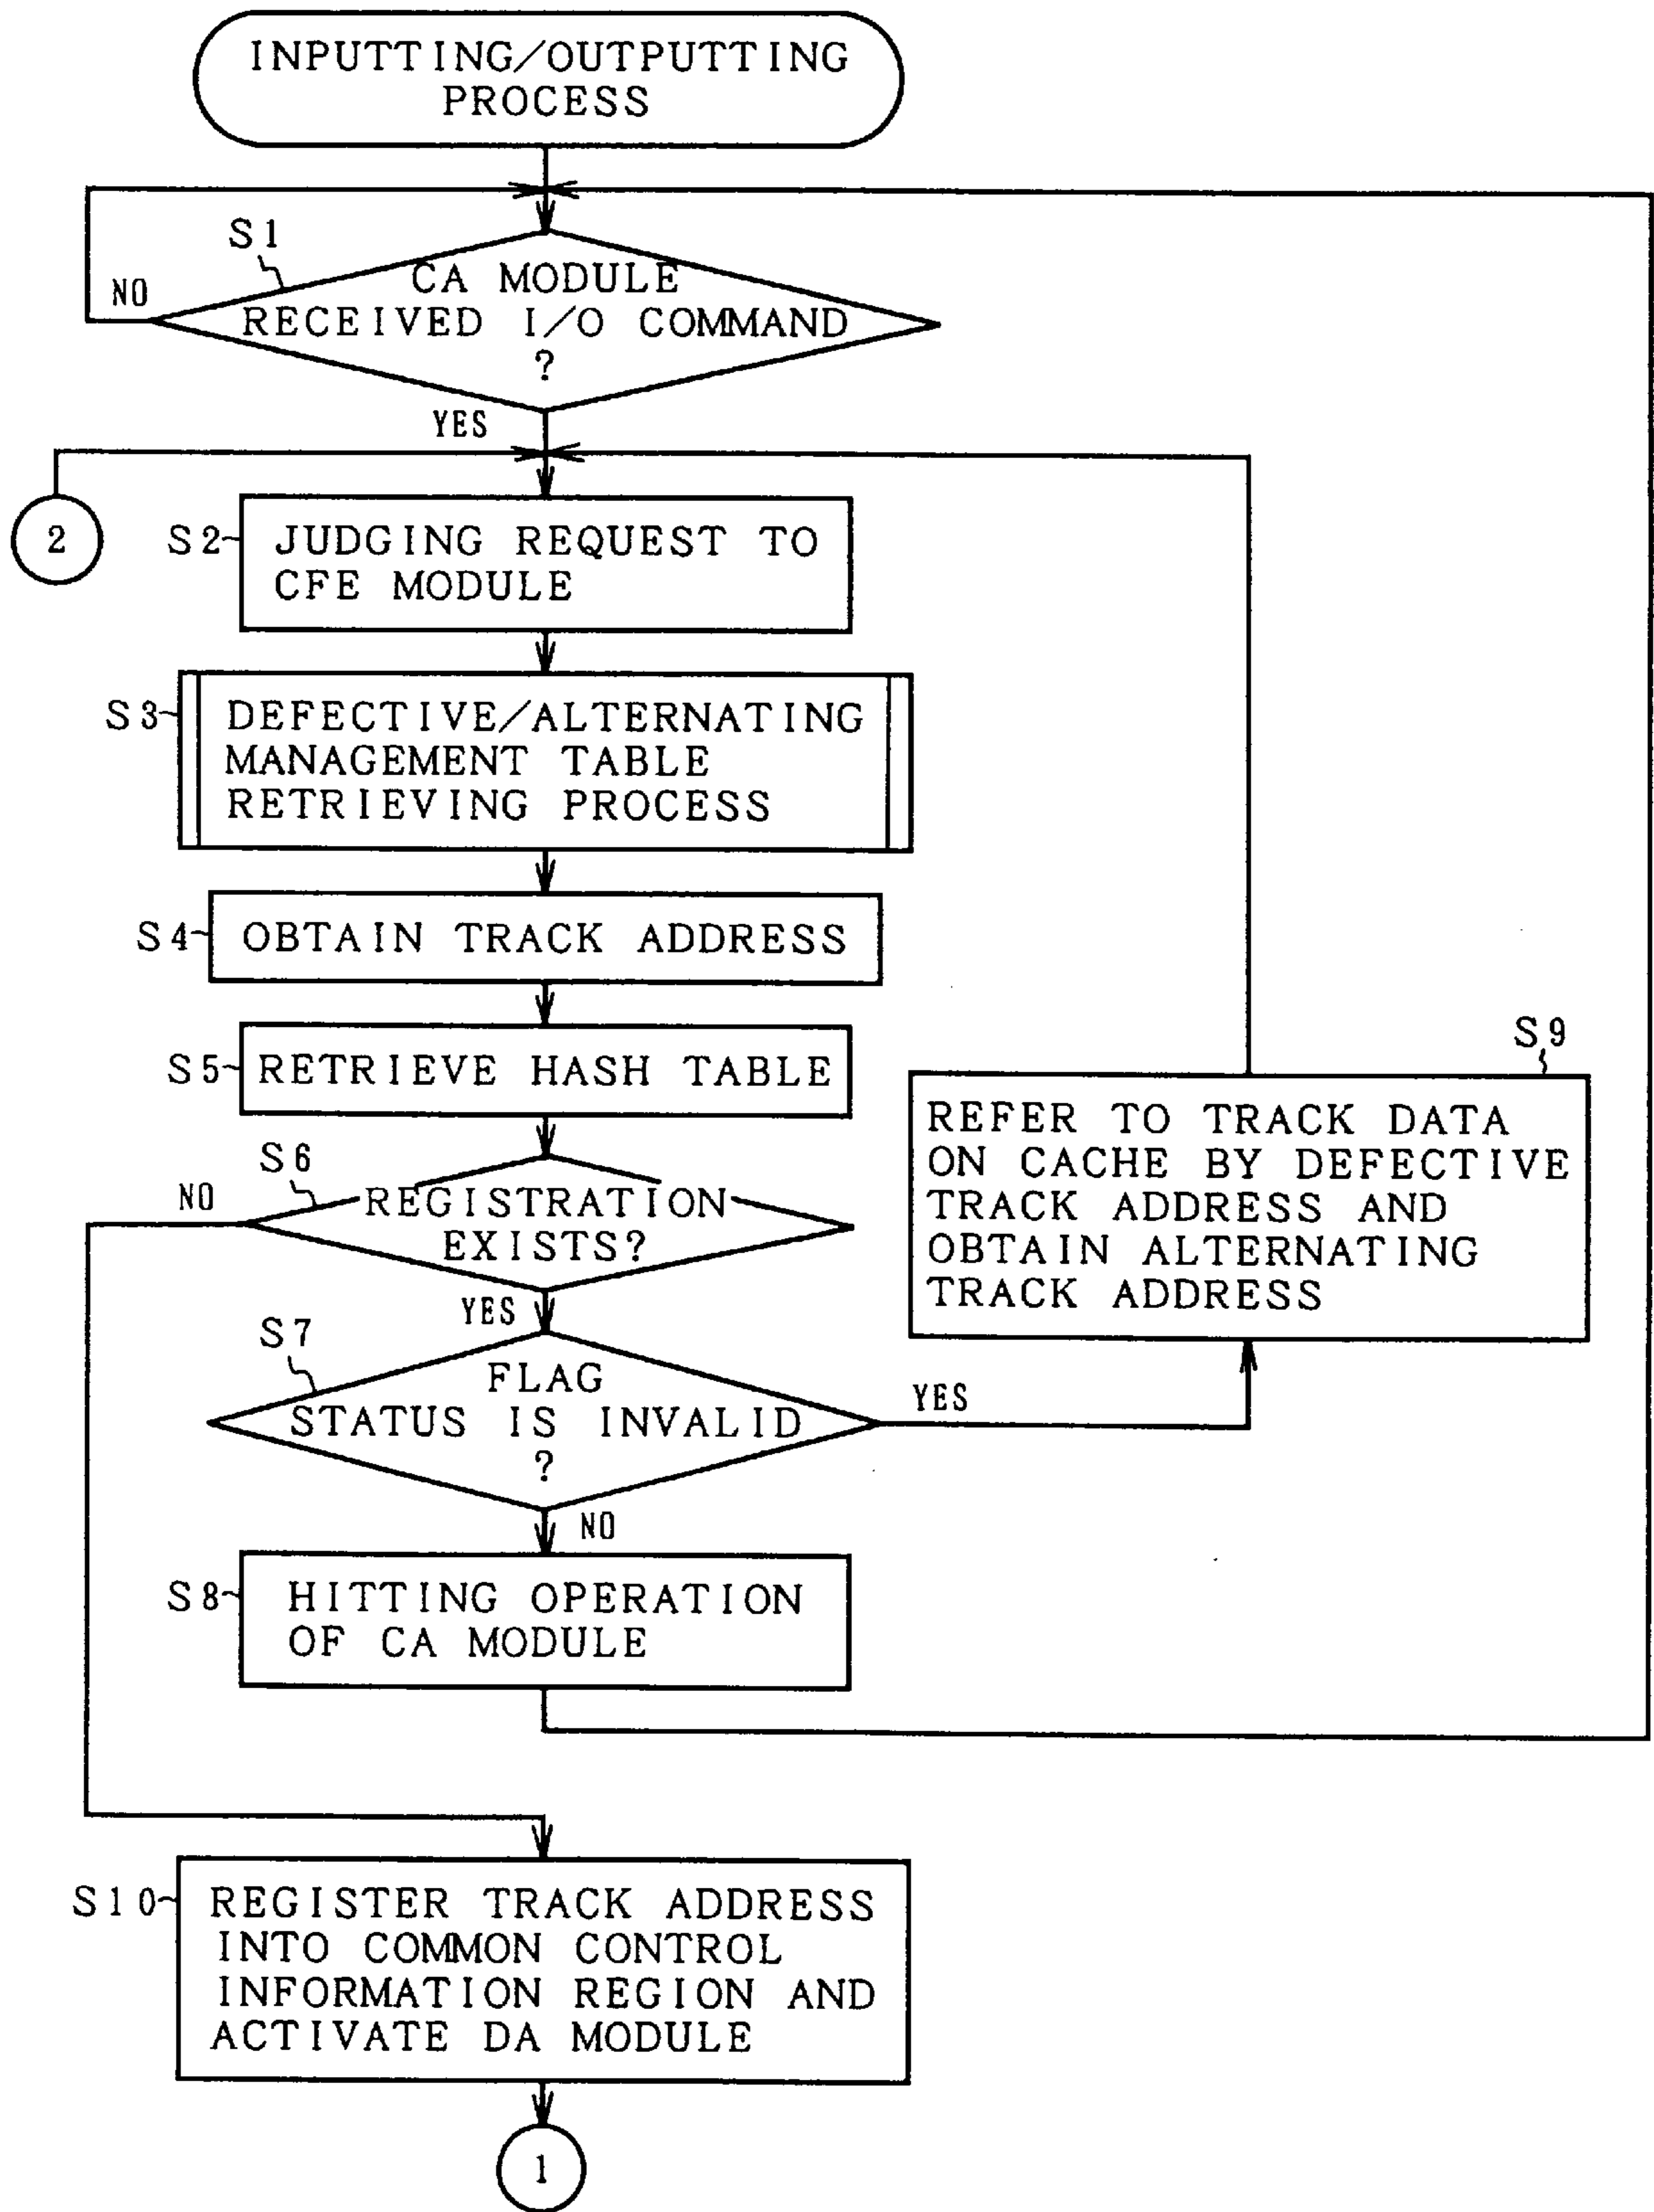 INPUTTING/OUTPUTTING
PROCESS
S1
NO
CA MODULE
RECEIVED I/O COMMAND
?
YES
2
S2
JUDGING REQUEST TO
CFE MODULE
S3
DEFECTIVE/ALTERNATING
MANAGEMENT TABLE
RETRIEVING PROCESS
S4
OBTAIN TRACK ADDRESS
S5
RETRIEVE HASH TABLE
S6
NO
REGISTRATION
EXISTS?
YES
S7
FLAG
STATUS IS INVALID
?
YES
NO
S9
REFER TO TRACK DATA
ON CACHE BY DEFECTIVE
TRACK ADDRESS AND
OBTAIN ALTERNATING
TRACK ADDRESS
S8
HITTING OPERATION
OF CA MODULE
S10
REGISTER TRACK ADDRESS
INTO COMMON CONTROL
INFORMATION REGION AND
ACTIVATE DA MODULE
1